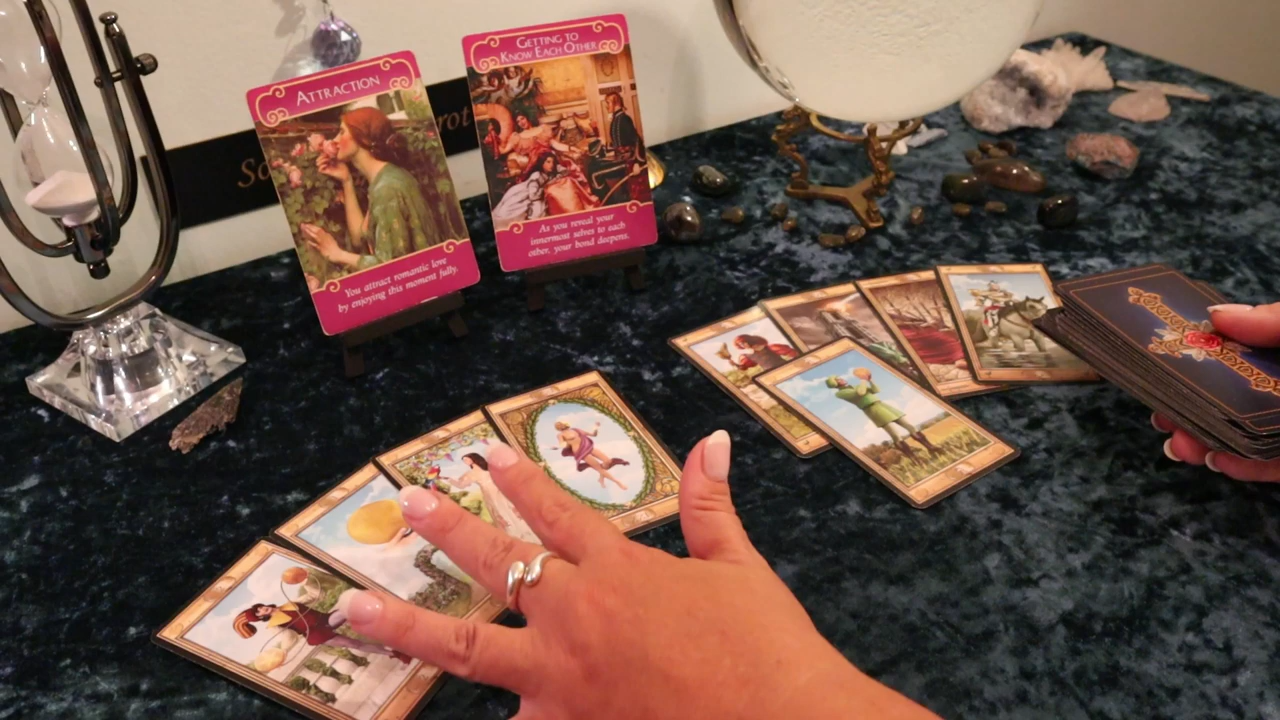 ATTRACTION
You attract romantic love
by enjoying this moment fully.
GETTING TO
KNOW EACH OTHER
As you reveal your
innermost selves to each
other, your bond deepens.